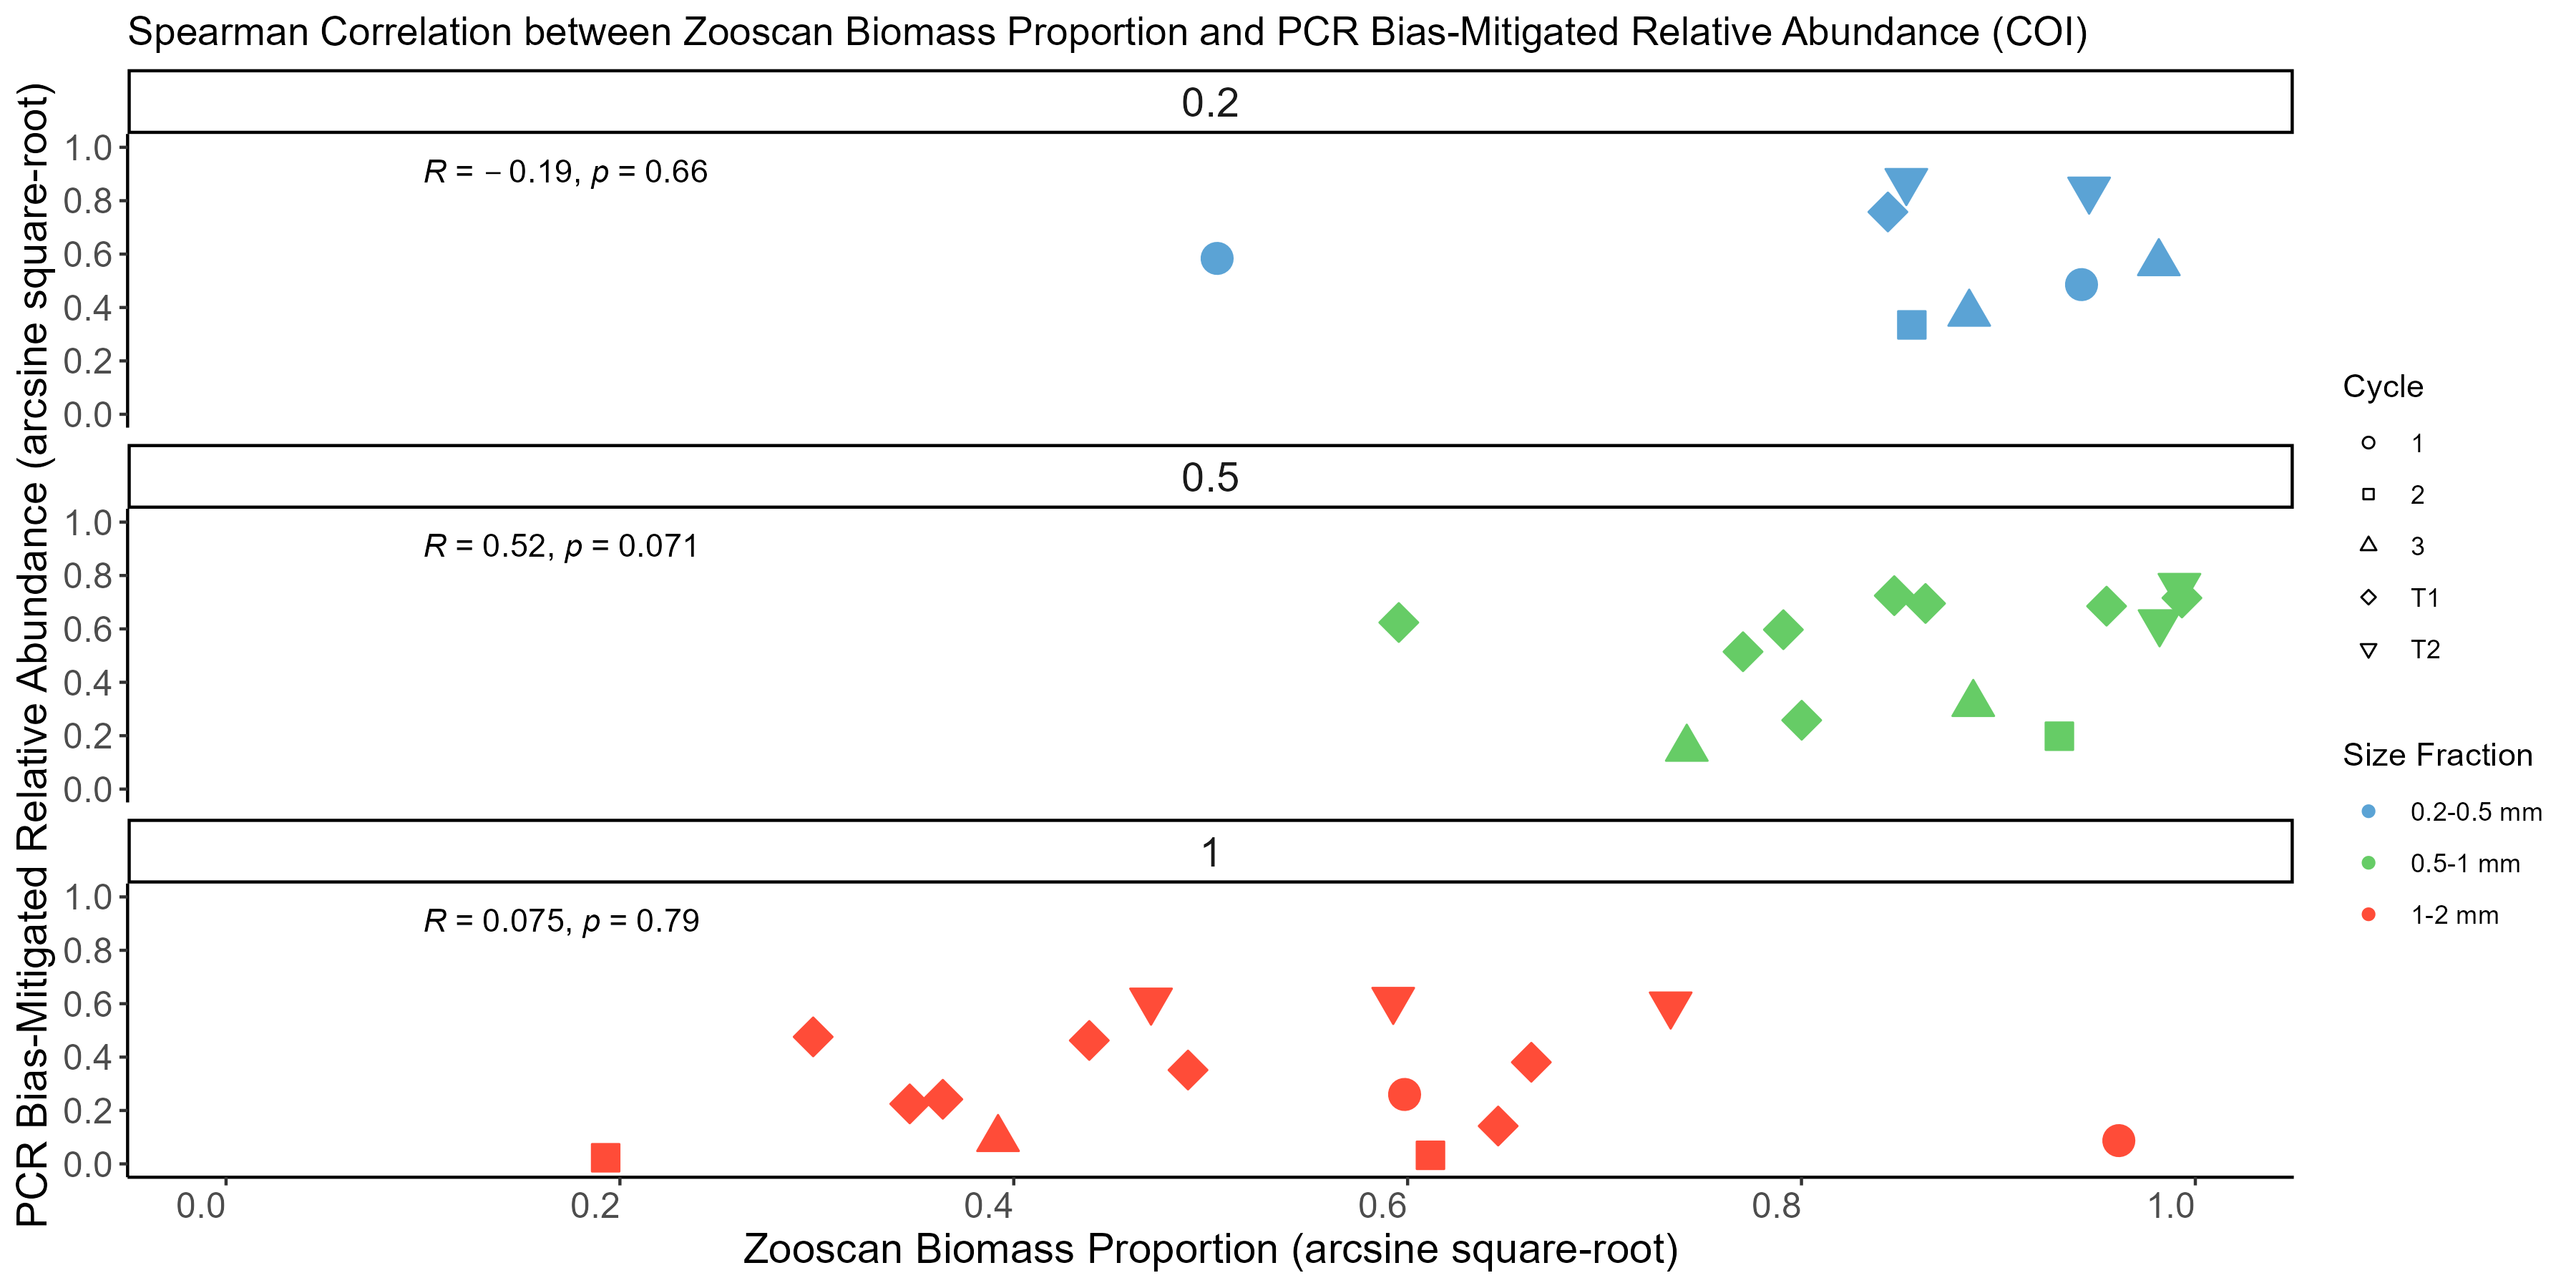 Spearman Correlation between Zooscan Biomass Proportion and PCR Bias-Mitigated Relative Abundance (COI)
PCR Bias-Mitigated Relative Abundance (arcsine square-root)
0.2
1.0
0.8
0.6
0.4
0.2
0.0
R = − 0.19, p = 0.66
0.5
1.0
0.8
0.6
0.4
0.2
0.0
R = 0.52, p = 0.071
1
1.0
0.8
0.6
0.4
0.2
0.0
R = 0.075, p = 0.79
0.0 0.2 0.4 0.6 0.8 1.0
Zooscan Biomass Proportion (arcsine square-root)
Cycle
1
2
3
T1
T2
Size Fraction
0.2-0.5 mm
0.5-1 mm
1-2 mm